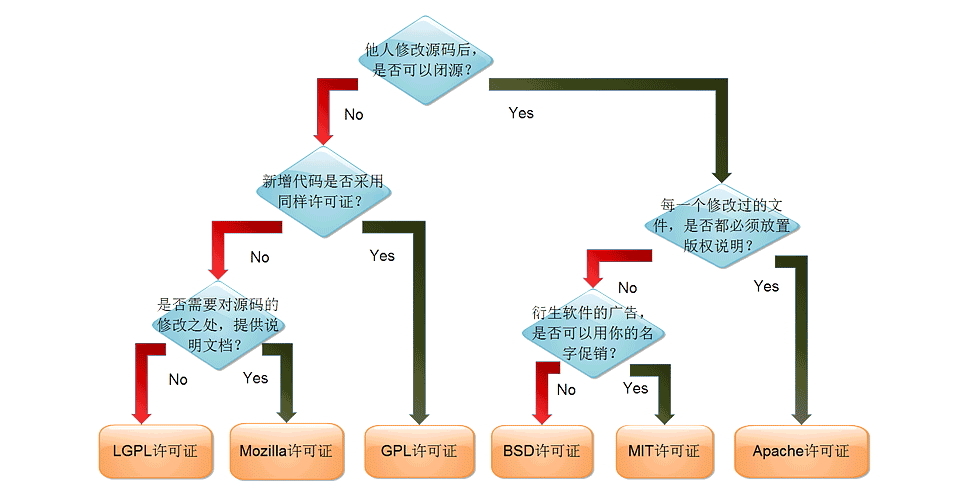 他人修改源码后，
是否可以闭源？
No
Yes
新增代码是否采用
同样许可证？
每一个修改过的文
件，是否都必须放置
版权说明？
No
Yes
No
Yes
是否需要对源码的
修改之处，提供说
明文档？
衍生软件的广告，
是否可以用你的名
字促销？
No
Yes
No
Yes
LGPL许可证
Mozilla许可证
GPL许可证
BSD许可证
MIT许可证
Apache许可证